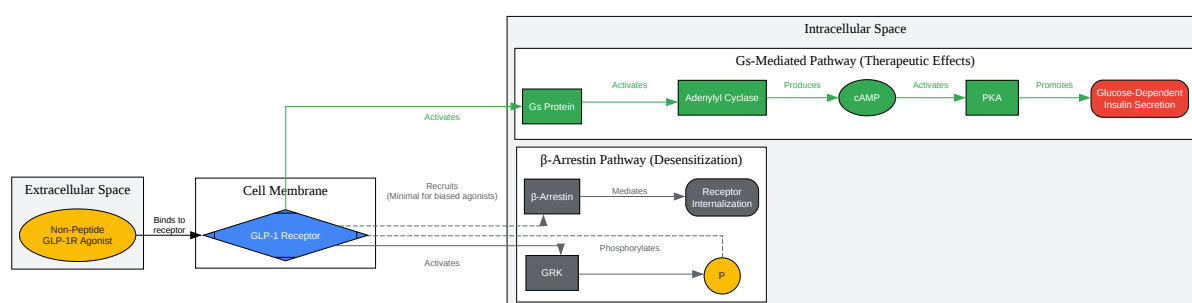 Intracellular Space
Gs-Mediated Pathway (Therapeutic Effects)
Gs Protein
Activates
Adenylyl Cyclase
Produces
cAMP
Activates
PKA
Promotes
Glucose-Dependent
Insulin Secretion
Activates
β-Arrestin Pathway (Desensitization)
Extracellular Space
Cell Membrane
Recruits
(Minimal for biased agonists)
β-Arrestin
Mediates
Receptor
Internalization
Non-Peptide
GLP-1R Agonist
Binds to
receptor
GLP-1 Receptor
Phosphorylates
Activates
GRK
P